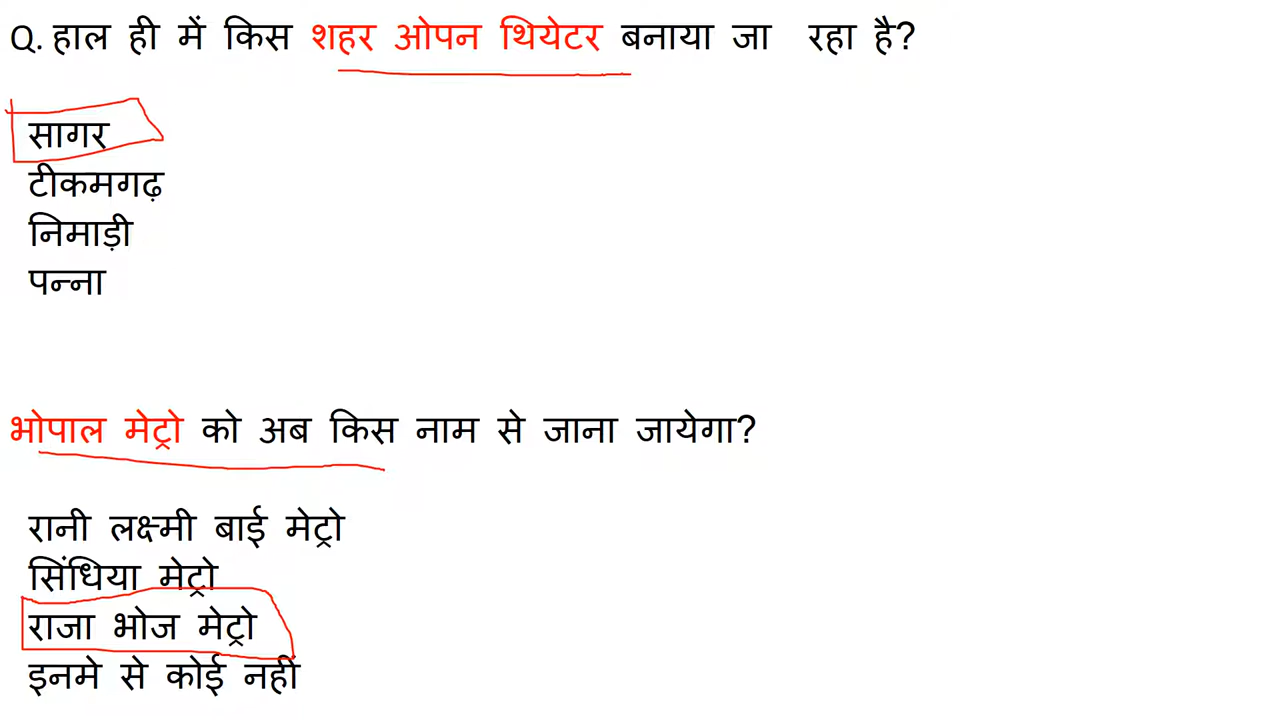 Q. हाल ही में किस शहर ओपन थियेटर बनाया जा रहा है?
सागर
टीकमगढ़
निमाड़ी
पन्ना
भोपाल मेट्रो को अब किस नाम से जाना जायेगा?
रानी लक्ष्मी बाई मेट्रो
सिंधिया मेट्रो
राजा भोज मेट्रो
इनमे से कोई नहीं